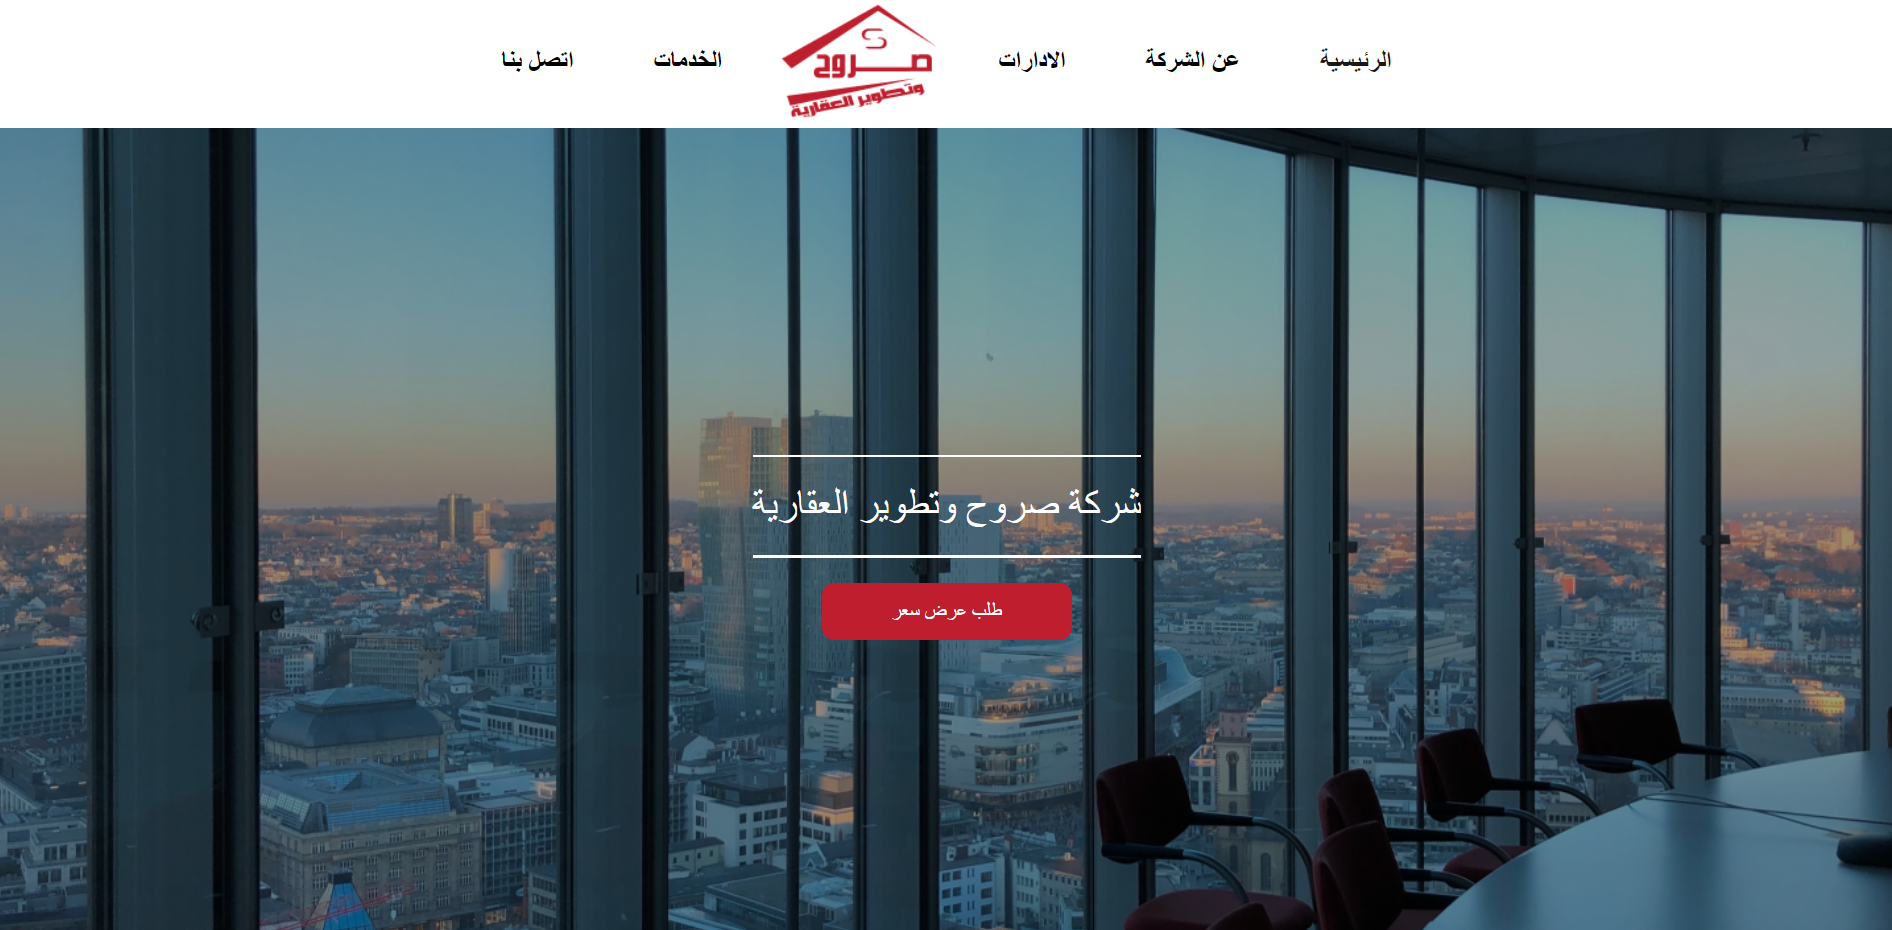 الرئيسية
عن الشركة
الادارات
صروح
وتطوير العقارية
الخدمات
اتصل بنا
شركة صروح وتطوير العقارية
طلب عرض سعر